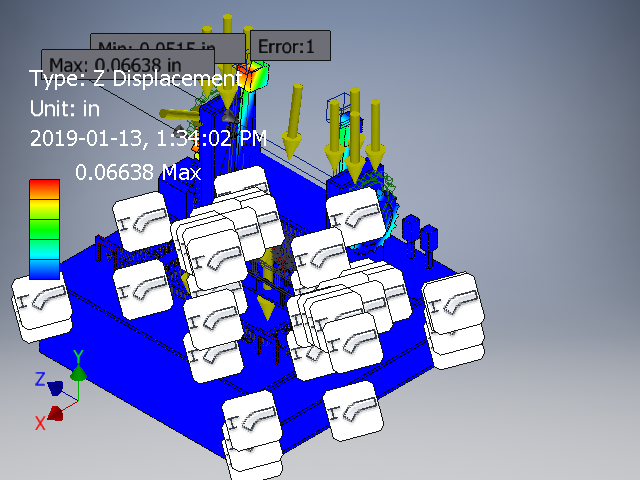 Min: 0.0515 in
Error:1
Max: 0.06638 in
Type: Z Displacement
Unit: in
2019-01-13, 1:34:02 PM
0.06638 Max
Y
Z
X